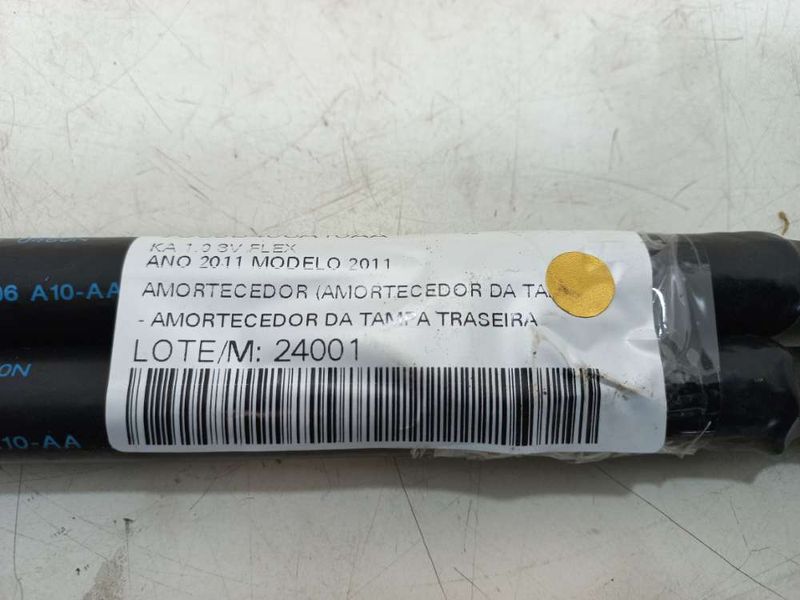 KA 1.0 8V FLEX
ANO 2011 MODELO 2011
AMORTECEDOR (AMORTECEDOR DA TA
- AMORTECEDOR DA TAMPA TRASEIRA
LOTE/M: 24001
06 A10-AA
ON
A10-AA